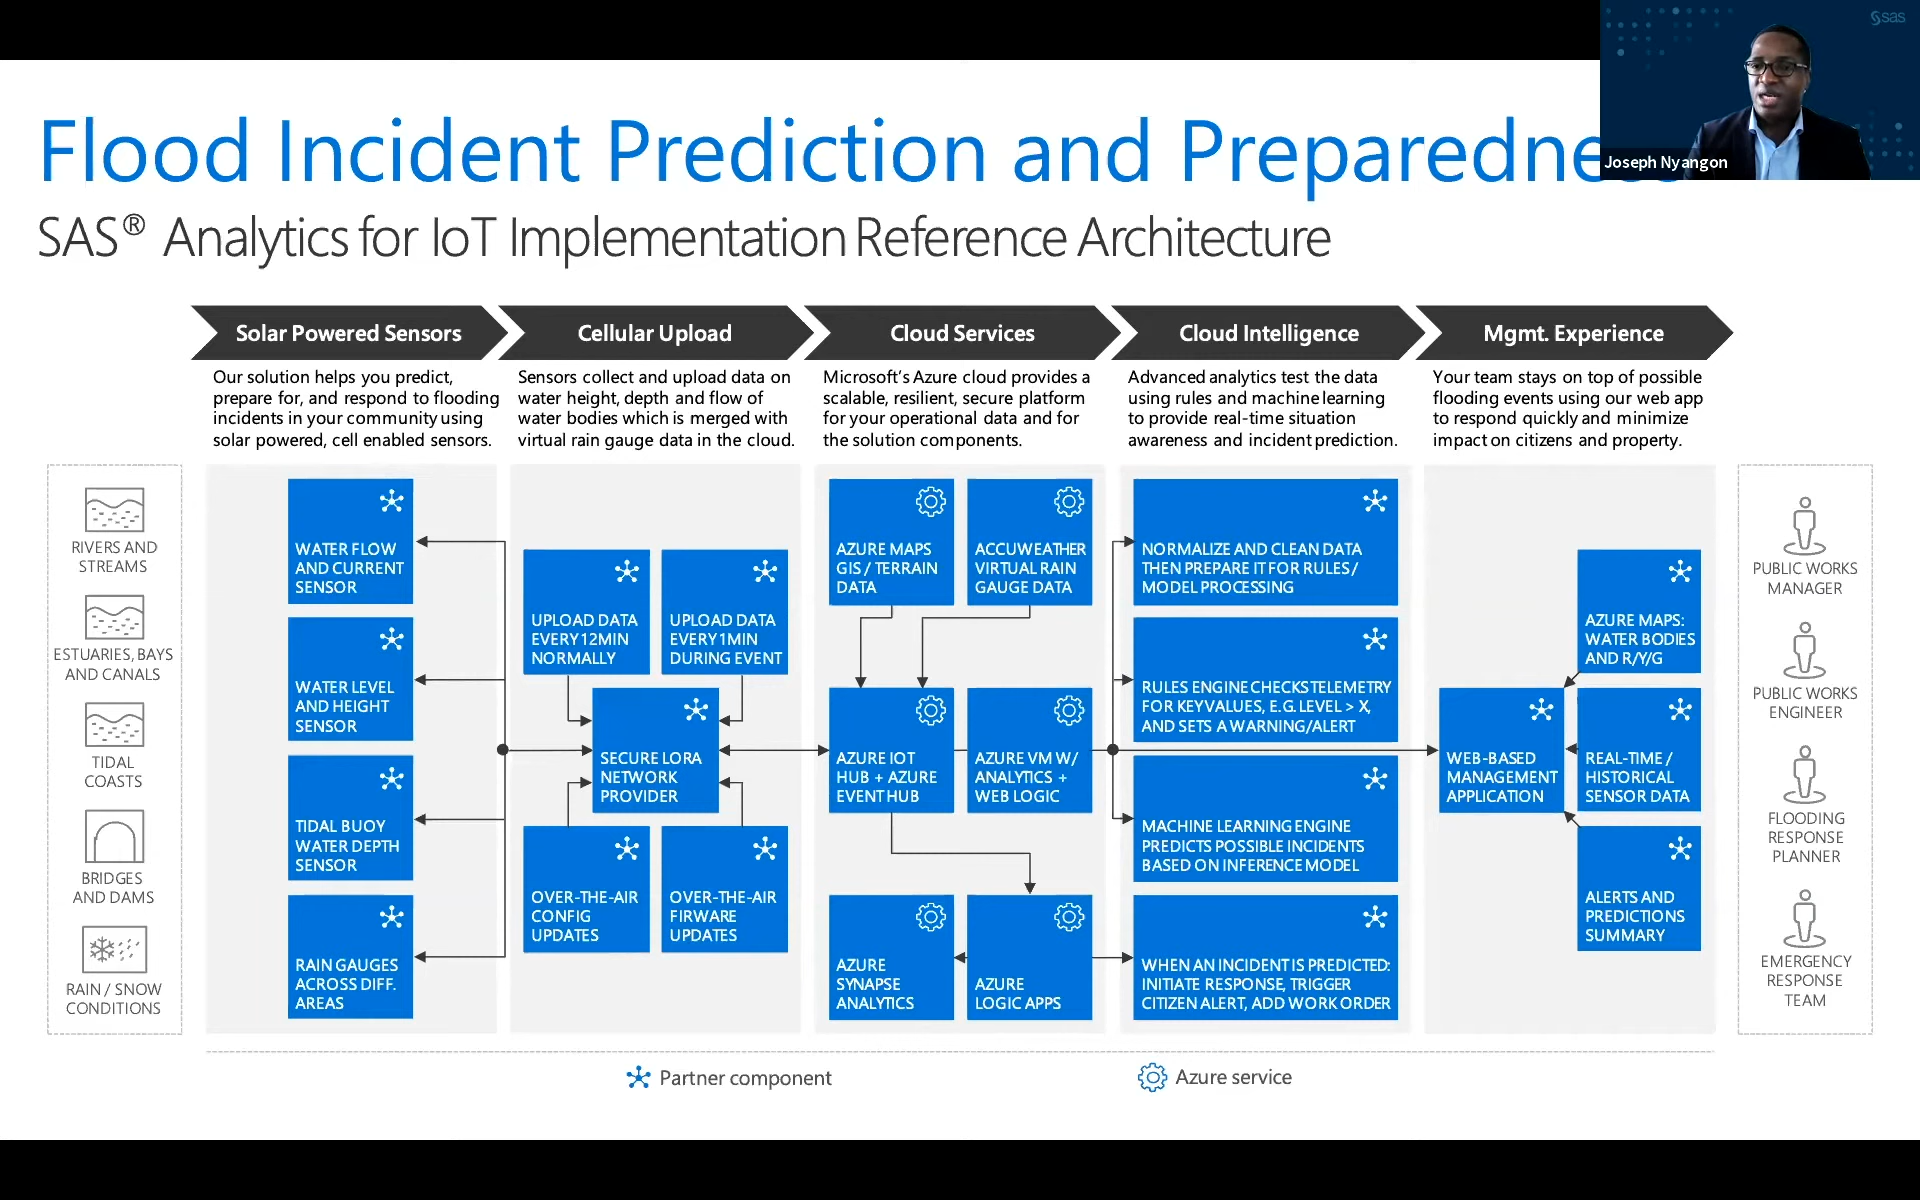 sas
Joseph Nyangon
Flood Incident Prediction and Preparedness
SAS® Analytics for IoT Implementation Reference Architecture
Solar Powered Sensors
Our solution helps you predict,
prepare for, and respond to flooding
incidents in your community using
solar powered, cell enabled sensors.
Cellular Upload
Sensors collect and upload data on
water height, depth and flow of
water bodies which is merged with
virtual rain gauge data in the cloud.
Cloud Services
Microsoft's Azure cloud provides a
scalable, resilient, secure platform
for your operational data and for
the solution components.
Cloud Intelligence
Advanced analytics test the data
using rules and machine learning
to provide real-time situation
awareness and incident prediction.
Mgmt. Experience
Your team stays on top of possible
flooding events using our web app
to respond quickly and minimize
impact on citizens and property.
RIVERS AND
STREAMS
ESTUARIES, BAYS
AND CANALS
TIDAL
COASTS
BRIDGES
AND DAMS
RAIN / SNOW
CONDITIONS
WATER FLOW
AND CURRENT
SENSOR
WATER LEVEL
AND HEIGHT
SENSOR
TIDAL BUOY
WATER DEPTH
SENSOR
RAIN GAUGES
ACROSS DIFF.
AREAS
UPLOAD DATA
EVERY 12MIN
NORMALLY
UPLOAD DATA
EVERY 1MIN
DURING EVENT
SECURE LORA
NETWORK
PROVIDER
OVER-THE-AIR
CONFIG
UPDATES
OVER-THE-AIR
FIRWARE
UPDATES
AZURE MAPS
GIS / TERRAIN
DATA
ACCUWEATHER
VIRTUAL RAIN
GAUGE DATA
AZURE IOT
HUB + AZURE
EVENT HUB
AZURE VM W/
ANALYTICS +
WEB LOGIC
AZURE
SYNAPSE
ANALYTICS
AZURE
LOGIC APPS
NORMALIZE AND CLEAN DATA
THEN PREPARE IT FOR RULES /
MODEL PROCESSING
RULES ENGINE CHECKS TELEMETRY
FOR KEY VALUES, E.G. LEVEL > X,
AND SETS A WARNING/ALERT
MACHINE LEARNING ENGINE
PREDICTS POSSIBLE INCIDENTS
BASED ON INFERENCE MODEL
WHEN AN INCIDENT IS PREDICTED:
INITIATE RESPONSE, TRIGGER
CITIZEN ALERT, ADD WORK ORDER
WEB-BASED
MANAGEMENT
APPLICATION
AZURE MAPS:
WATER BODIES
AND R/Y/G
REAL-TIME /
HISTORICAL
SENSOR DATA
ALERTS AND
PREDICTIONS
SUMMARY
PUBLIC WORKS
MANAGER
PUBLIC WORKS
ENGINEER
FLOODING
RESPONSE
PLANNER
EMERGENCY
RESPONSE
TEAM
Partner component
Azure service